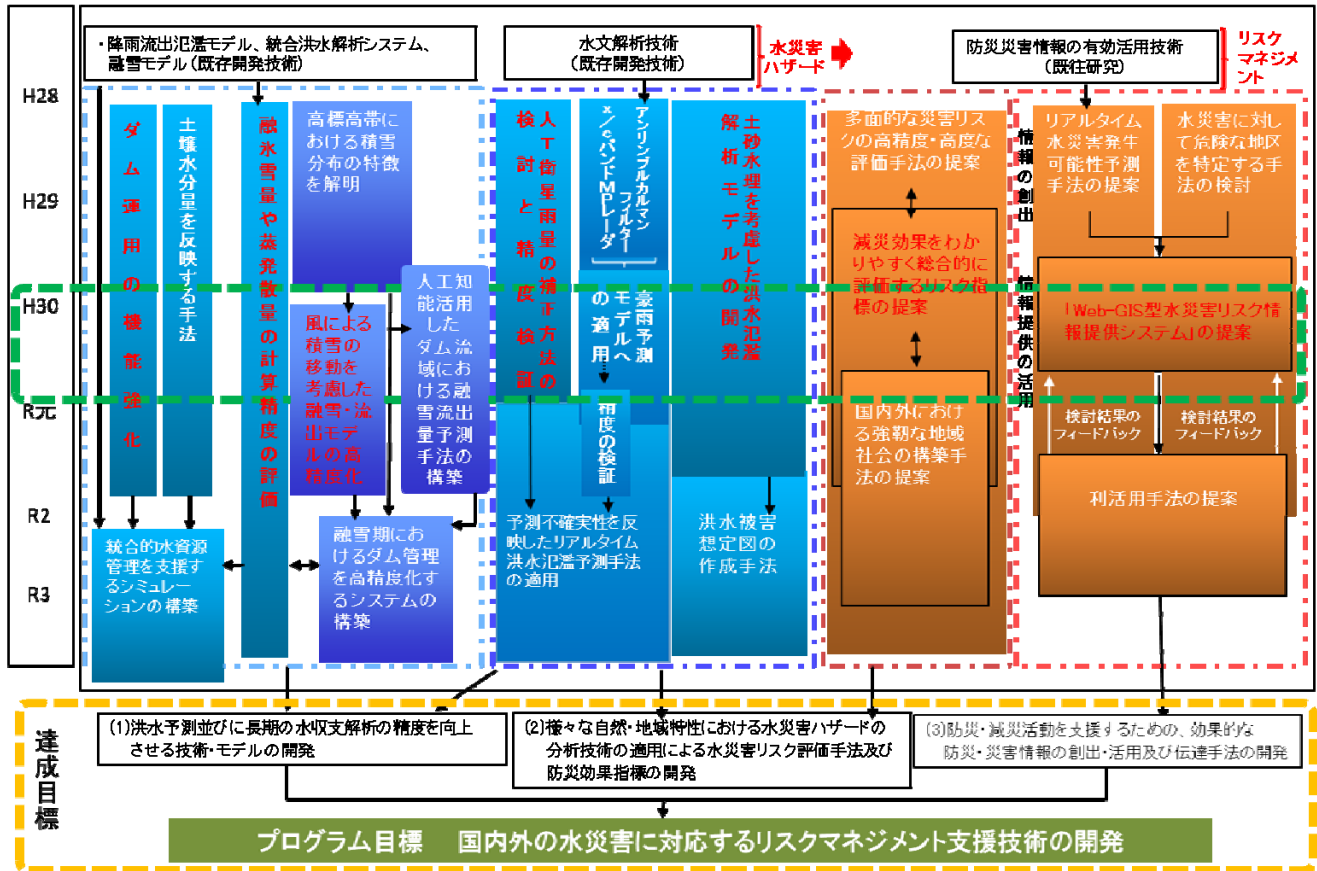 ・降雨流出氾濫モデル、統合洪水解析システム、
融雪モデル（既存開発技術）
水文解析技術
（既存開発技術）
水災害
ハザード
防災災害情報の有効活用技術
（既往研究）
リスク
マネジメ
ント
H28
H29
H30
R元
R2
R3
ダム運用の機能強化
土壌水分量を反映する手法
融氷雪量や蒸発散量の計算精度の評価
高標高帯に
おける積雪
分布の特徴
を解明
風による
積雪の
移動を
考慮した
融雪・流
出モデ
ルの高
精度化
人工知
能活用
した
ダム流
域にお
ける融
雪流出
量予測
手法の
構築
統合的水資源
管理を支援す
るシミュレー
ションの構築
融雪期にお
けるダム管理
を高精度化す
るシステムの
構築
人工衛星雨量の補正方法の
検討と精度検証
アンサンブルカルマン
フィルター
x/cバンドMPレーダ
豪雨予測
モデルへ
の適用
精度の検証
土砂水理を考慮した洪水氾濫
解析モデルの開発
予測不確実性を反
映したリアルタイム
洪水氾濫予測手法
の適用
洪水被害
想定図の
作成手法
多面的な災害リス
クの高精度・高度な
評価手法の提案
減災効果をわか
りやすく総合的に
評価するリスク指
標の提案
国内外におけ
る強靭な地域
社会の構築手
法の提案
情報の創出
情報提供の活用
リアルタイム
水災害発生
可能性予測
手法の提案
水災害に対し
て危険な地区
を特定する手
法の検討
「Web-GIS型水災害リスク情
報提供システム」の提案
検討結果の
フィードバック
検討結果の
フィードバック
利活用手法の提案
達成目標
(1)洪水予測並びに長期の水収支解析の精度を向上
させる技術・モデルの開発
(2)様々な自然・地域特性における水災害ハザードの
分析技術の適用による水災害リスク評価手法及び
防災効果指標の開発
(3)防災・減災活動を支援するための、効果的な
防災・災害情報の創出・活用及び伝達手法の開発
プログラム目標　国内外の水災害に対応するリスクマネジメント支援技術の開発